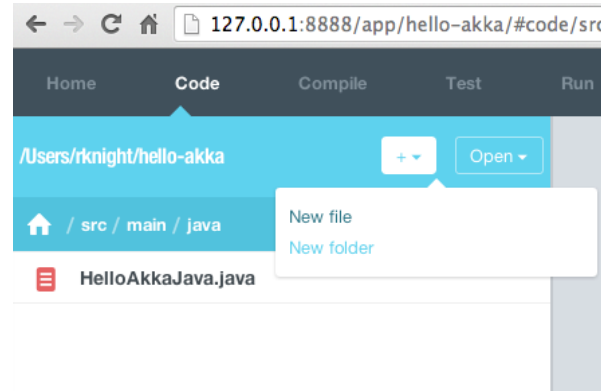 127.0.0.1:8888/app/hello-akka/#code/src
Home Code Compile Test Run
/Users/rknight/hello-akka + Open
/ src / main / java
New file
New folder
HelloAkkaJava.java